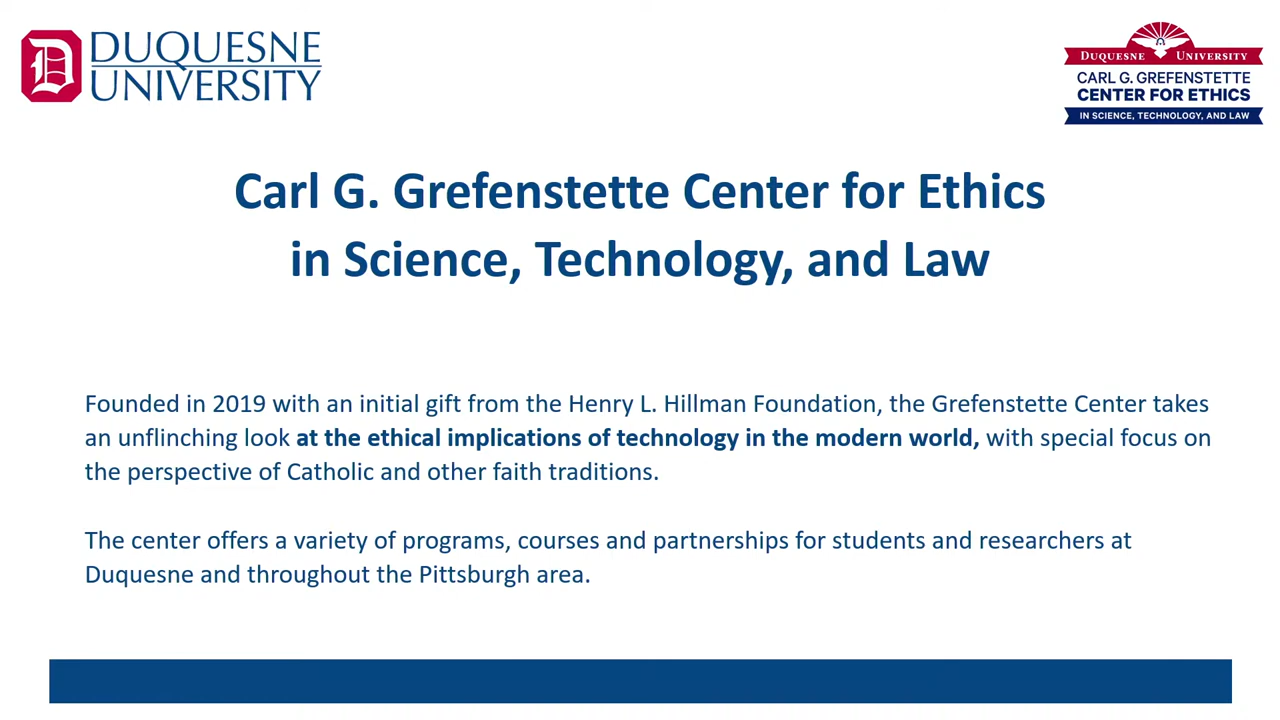 DUQUESNE
UNIVERSITY
DUQUESNE UNIVERSITY
CARL G. GREFENSTETTE
CENTER FOR ETHICS
IN SCIENCE, TECHNOLOGY, AND LAW
Carl G. Grefenstette Center for Ethics
in Science, Technology, and Law
Founded in 2019 with an initial gift from the Henry L. Hillman Foundation, the Grefenstette Center takes
an unflinching look at the ethical implications of technology in the modern world, with special focus on
the perspective of Catholic and other faith traditions.
The center offers a variety of programs, courses and partnerships for students and researchers at
Duquesne and throughout the Pittsburgh area.